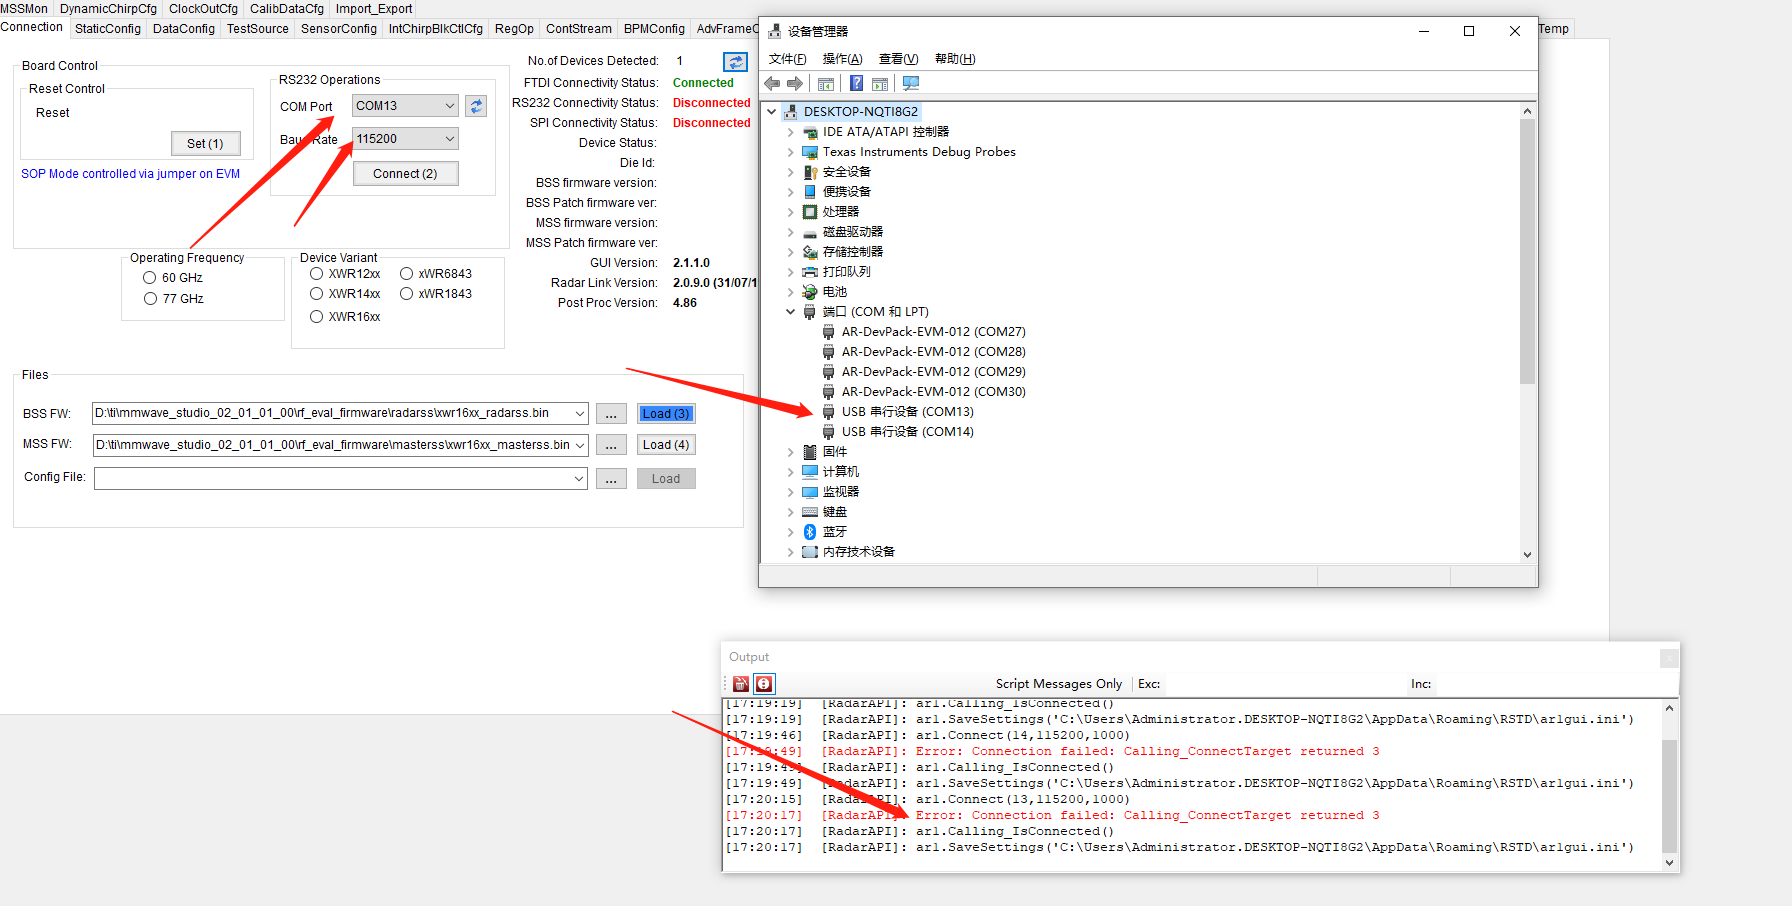 MSSMon DynamicChirpCfg ClockOutCfg CalibDataCfg Import_Export
Connection StaticConfig DataConfig TestSource SensorConfig IntChirpBlkCtlCfg RegOp ContStream BPMConfig AdvFrameC Temp
Board Control
Reset Control
Reset
Set (1)
SOP Mode controlled via jumper on EVM
RS232 Operations
COM Port COM13
Baud Rate 115200
Connect (2)
Operating Frequency
60 GHz
77 GHz
Device Variant
XWR12xx xWR6843
XWR14xx xWR1843
XWR16xx
No.of Devices Detected: 1
FTDI Connectivity Status: Connected
RS232 Connectivity Status: Disconnected
SPI Connectivity Status: Disconnected
Device Status:
Die Id:
BSS firmware version:
BSS Patch firmware ver:
MSS firmware version:
MSS Patch firmware ver:
GUI Version: 2.1.1.0
Radar Link Version: 2.0.9.0 (31/07/1
Post Proc Version: 4.86
Files
BSS FW: D:\ti\mmwave_studio_02_01_01_00\rf_eval_firmware\radarss\xwr16xx_radarss.bin ... Load (3)
MSS FW: D:\ti\mmwave_studio_02_01_01_00\rf_eval_firmware\masterss\xwr16xx_masterss.bin ... Load (4)
Config File: ... Load
设备管理器
文件(F) 操作(A) 查看(V) 帮助(H)
DESKTOP-NQTI8G2
IDE ATA/ATAPI 控制器
Texas Instruments Debug Probes
安全设备
便携设备
处理器
磁盘驱动器
存储控制器
打印队列
电池
端口 (COM 和 LPT)
AR-DevPack-EVM-012 (COM27)
AR-DevPack-EVM-012 (COM28)
AR-DevPack-EVM-012 (COM29)
AR-DevPack-EVM-012 (COM30)
USB 串行设备 (COM13)
USB 串行设备 (COM14)
固件
计算机
监视器
键盘
蓝牙
内存技术设备
Output
Script Messages Only Exc: Inc:
[17:19:19] [RadarAPI]: ar1.Calling_IsConnected()
[17:19:19] [RadarAPI]: ar1.SaveSettings('C:\Users\Administrator.DESKTOP-NQTI8G2\AppData\Roaming\RSTD\ar1gui.ini')
[17:19:46] [RadarAPI]: ar1.Connect(14,115200,1000)
[17:19:49] [RadarAPI]: Error: Connection failed: Calling_ConnectTarget returned 3
[17:19:49] [RadarAPI]: ar1.Calling_IsConnected()
[17:19:49] [RadarAPI]: ar1.SaveSettings('C:\Users\Administrator.DESKTOP-NQTI8G2\AppData\Roaming\RSTD\ar1gui.ini')
[17:20:15] [RadarAPI]: ar1.Connect(13,115200,1000)
[17:20:17] [RadarAPI]: Error: Connection failed: Calling_ConnectTarget returned 3
[17:20:17] [RadarAPI]: ar1.Calling_IsConnected()
[17:20:17] [RadarAPI]: ar1.SaveSettings('C:\Users\Administrator.DESKTOP-NQTI8G2\AppData\Roaming\RSTD\ar1gui.ini')